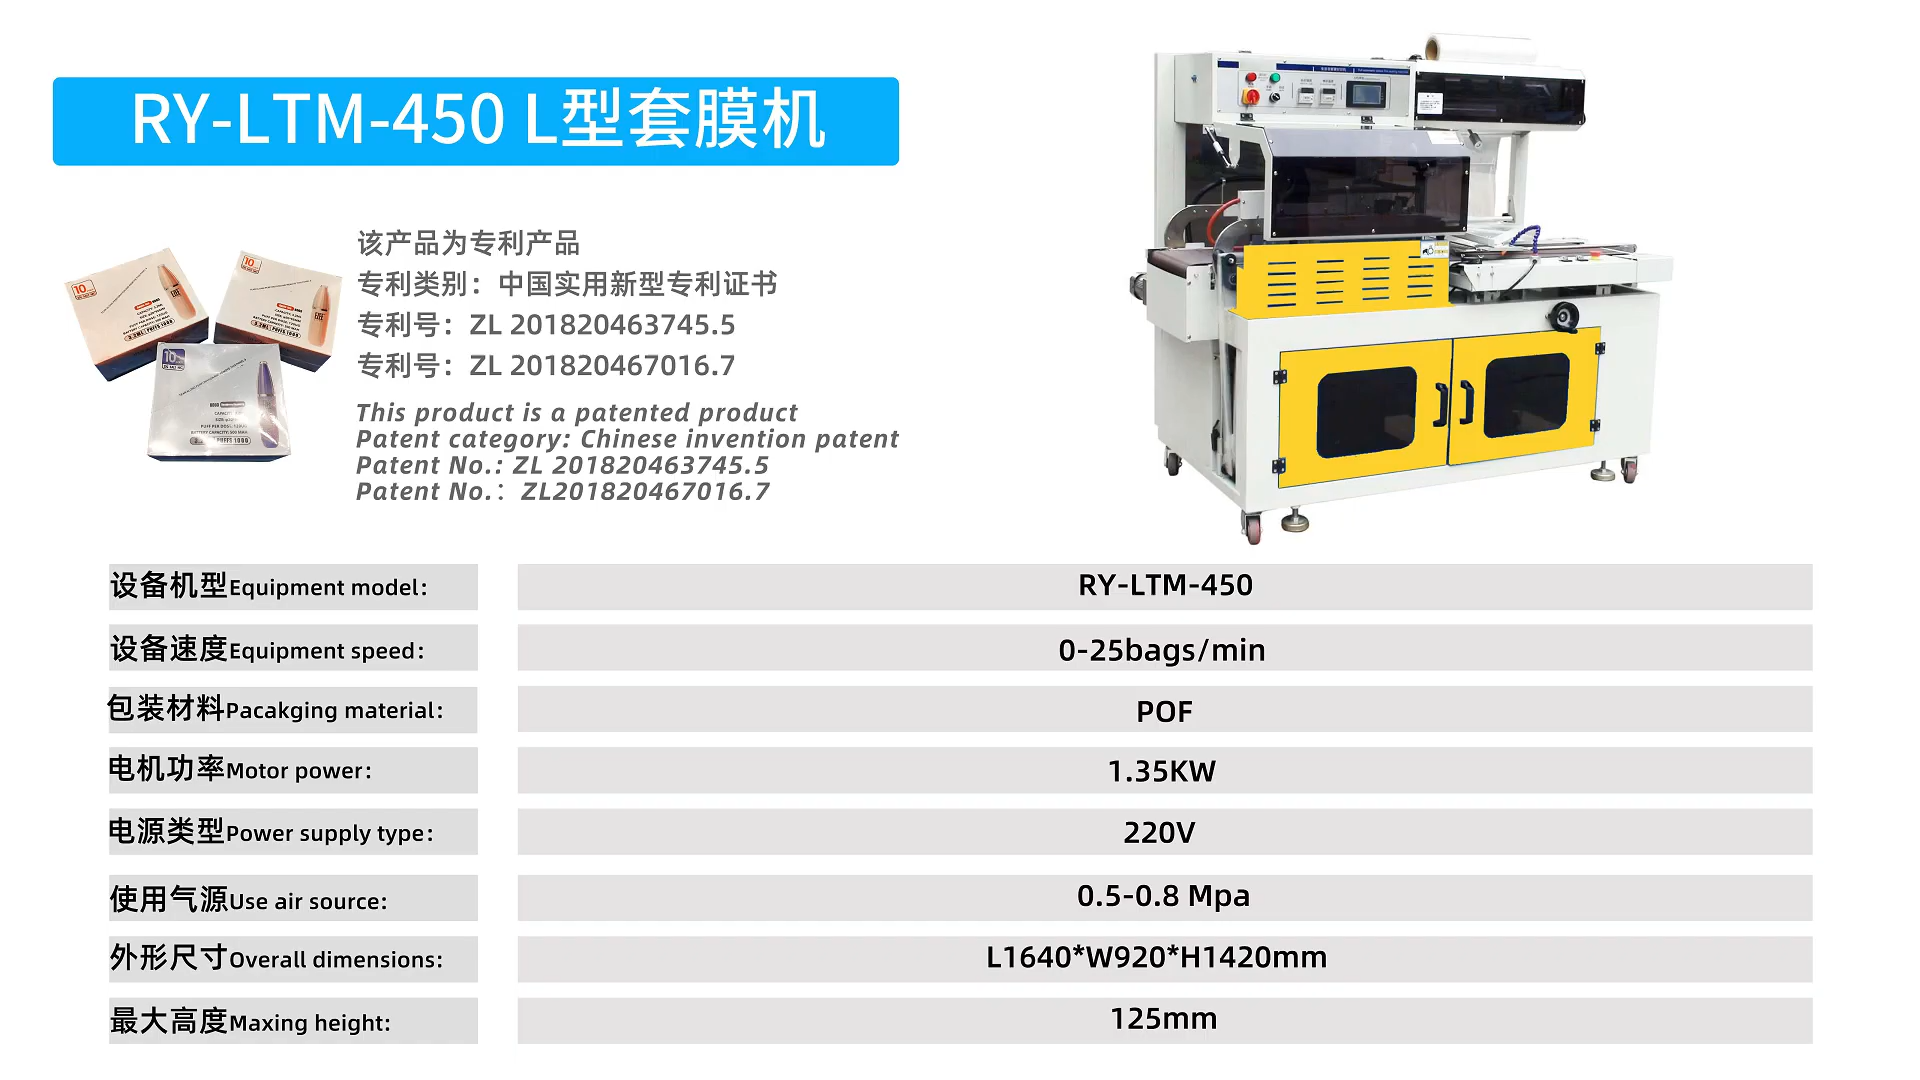 RY-LTM-450 L型套膜机
该产品为专利产品
专利类别：中国实用新型专利证书
专利号：ZL 201820463745.5
专利号：ZL 201820467016.7
This product is a patented product
Patent category: Chinese invention patent
Patent No.: ZL 201820463745.5
Patent No.：ZL201820467016.7
设备机型Equipment model: RY-LTM-450
设备速度Equipment speed: 0-25bags/min
包装材料Pacakging material: POF
电机功率Motor power: 1.35KW
电源类型Power supply type: 220V
使用气源Use air source: 0.5-0.8 Mpa
外形尺寸Overall dimensions: L1640*W920*H1420mm
最大高度Maxing height: 125mm